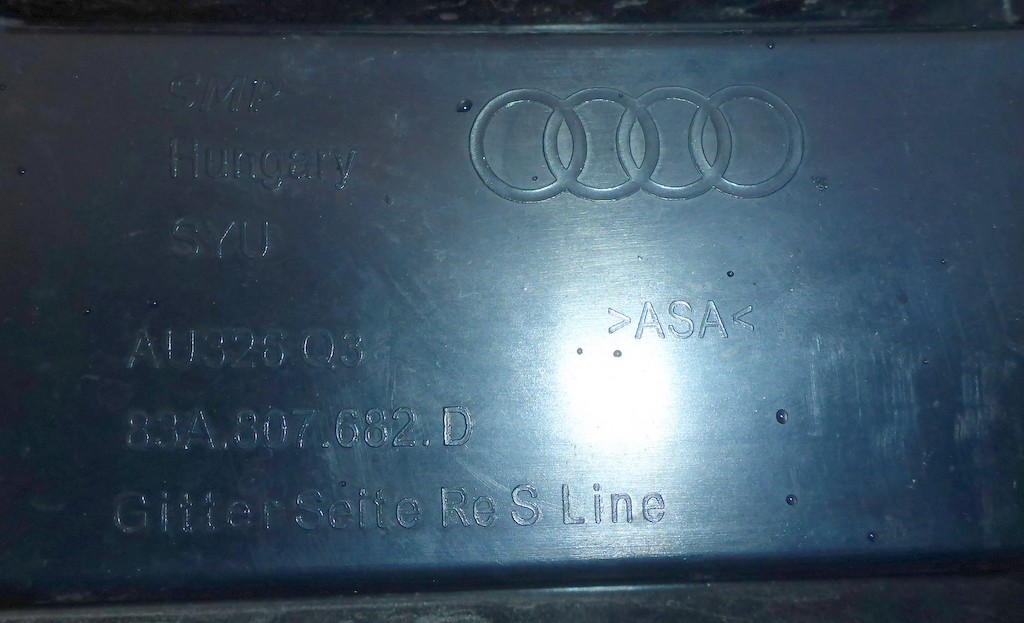 SMP
Hungary
SYU
>ASA<
AU326 Q3
83A.807.682.D
Gitter Seite Re S Line